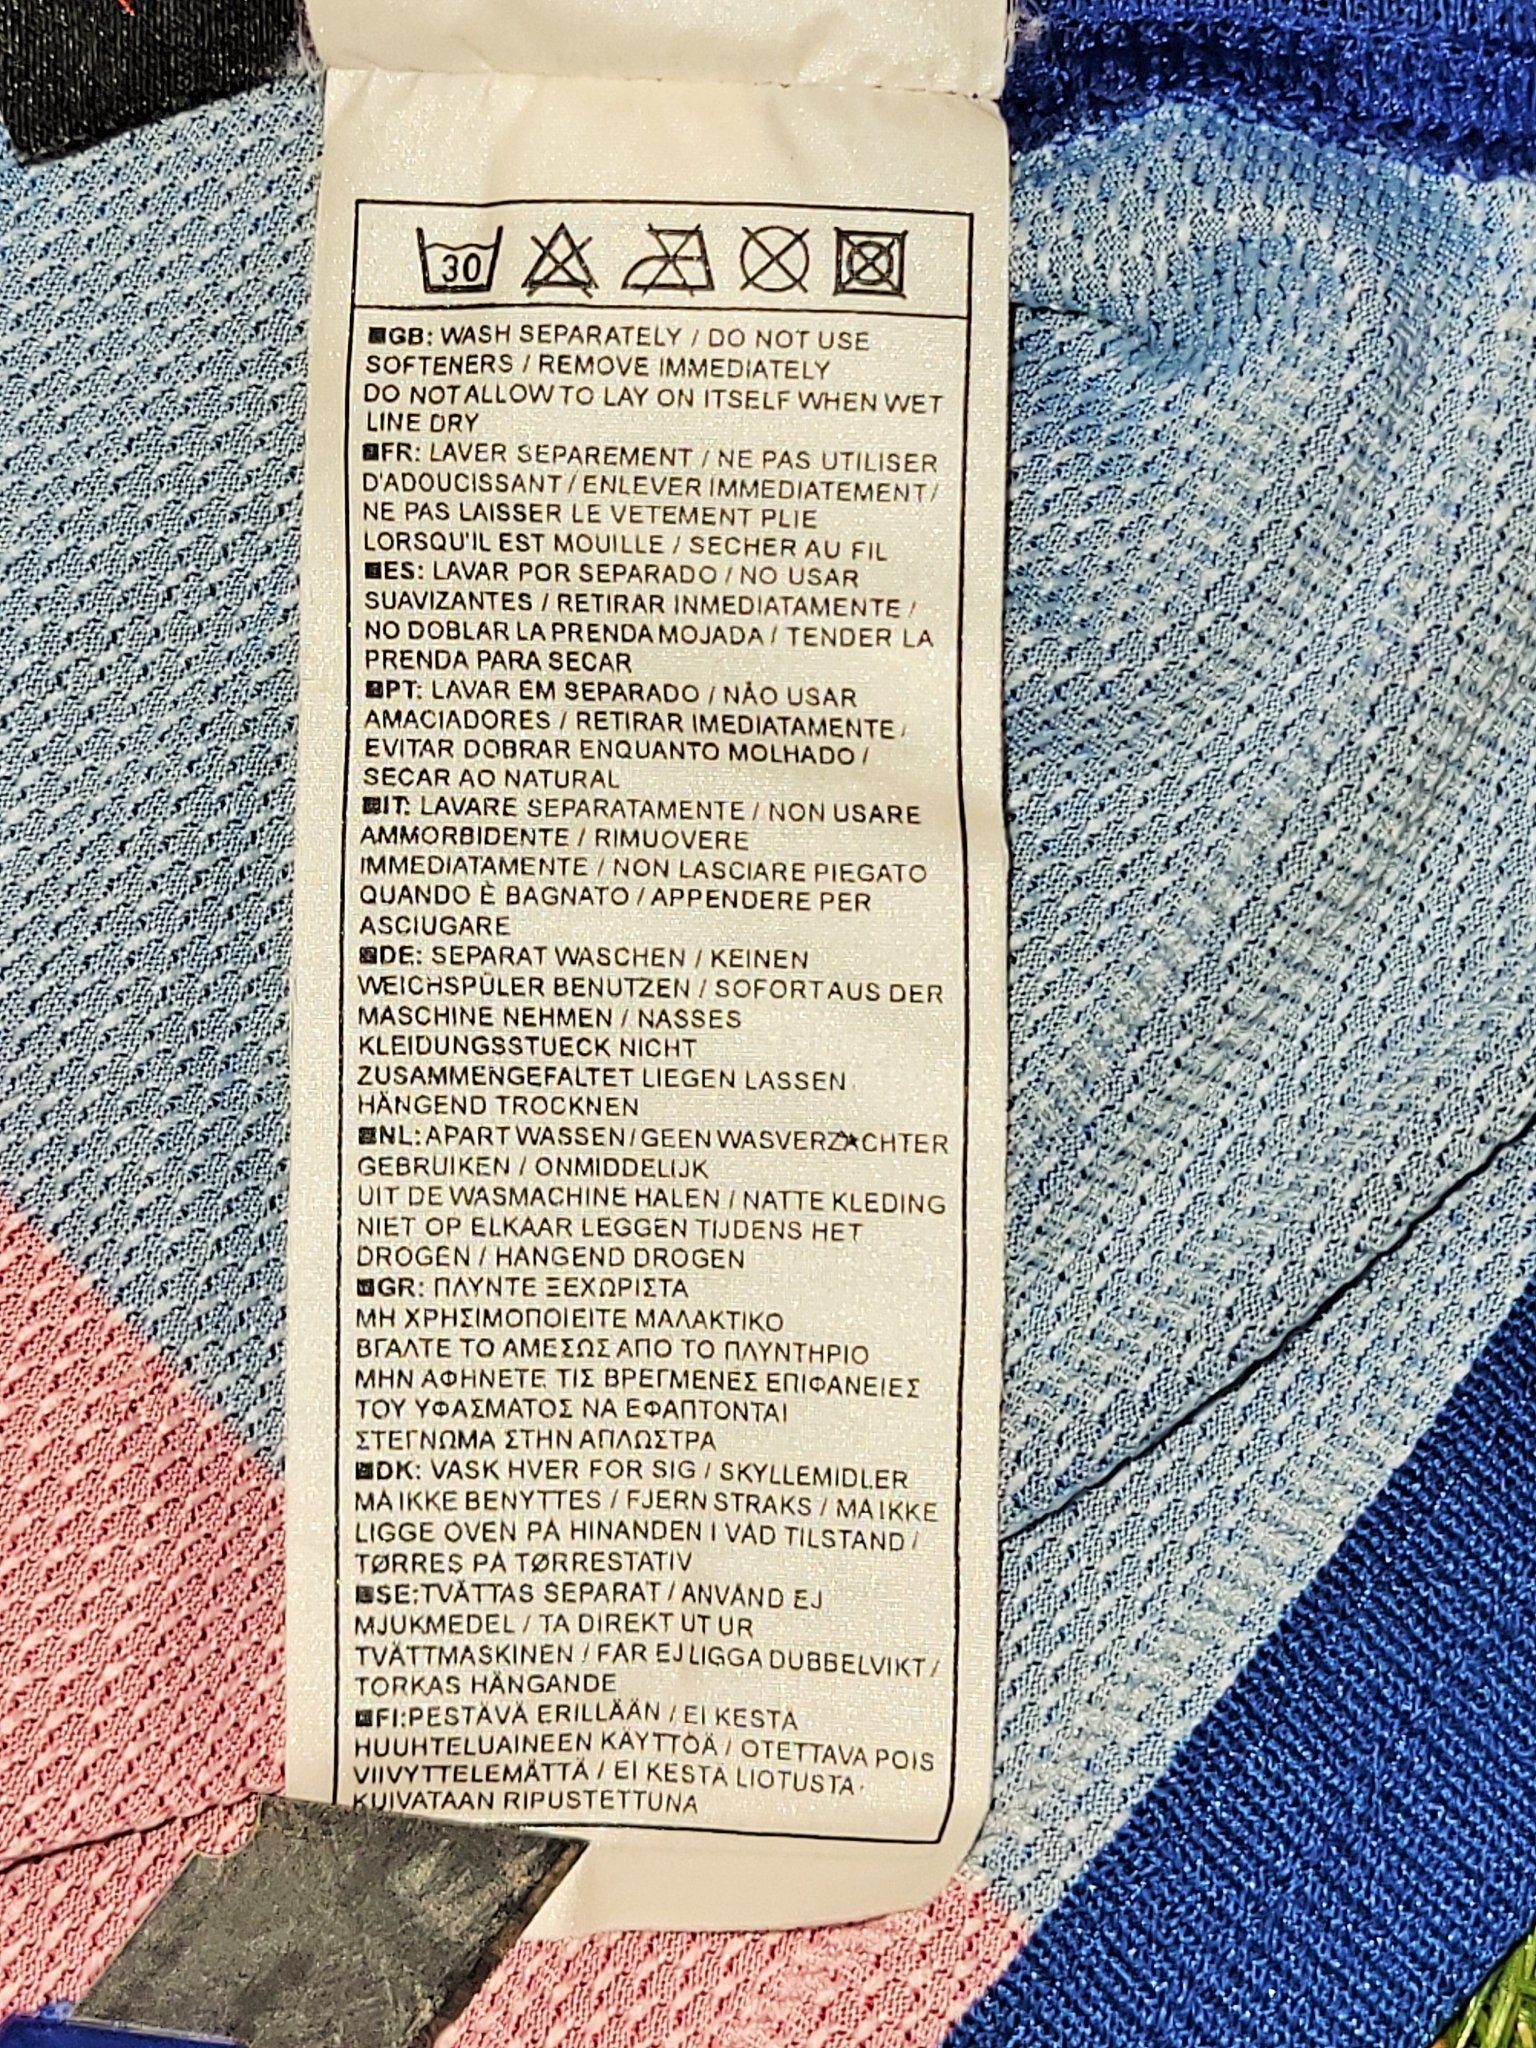 30
GB: WASH SEPARATELY / DO NOT USE
SOFTENERS / REMOVE IMMEDIATELY
DO NOT ALLOW TO LAY ON ITSELF WHEN WET
LINE DRY
FR: LAVER SEPAREMENT / NE PAS UTILISER
D'ADOUCISSANT / ENLEVER IMMEDIATEMENT /
NE PAS LAISSER LE VETEMENT PLIE
LORSQU'IL EST MOUILLE / SECHER AU FIL
ES: LAVAR POR SEPARADO / NO USAR
SUAVIZANTES / RETIRAR INMEDIATAMENTE /
NO DOBLAR LA PRENDA MOJADA / TENDER LA
PRENDA PARA SECAR
PT: LAVAR EM SEPARADO / NÃO USAR
AMACIADORES / RETIRAR IMEDIATAMENTE /
EVITAR DOBRAR ENQUANTO MOLHADO /
SECAR AO NATURAL
IT: LAVARE SEPARATAMENTE / NON USARE
AMMORBIDENTE / RIMUOVERE
IMMEDIATAMENTE / NON LASCIARE PIEGATO
QUANDO È BAGNATO / APPENDERE PER
ASCIUGARE
DE: SEPARAT WASCHEN / KEINEN
WEICHSPÜLER BENUTZEN / SOFORT AUS DER
MASCHINE NEHMEN / NASSES
KLEIDUNGSSTUECK NICHT
ZUSAMMENGEFALTET LIEGEN LASSEN
HÄNGEND TROCKNEN
NL: APART WASSEN / GEEN WASVERZACHTER
GEBRUIKEN / ONMIDDELIJK
UIT DE WASMACHINE HALEN / NATTE KLEDING
NIET OP ELKAAR LEGGEN TIJDENS HET
DROGEN / HANGEND DROGEN
GR: ΠΛΥΝΤΕ ΞΕΧΩΡΙΣΤΑ
ΜΗ ΧΡΗΣΙΜΟΠΟΙΕΙΤΕ ΜΑΛΑΚΤΙΚΟ
ΒΓΑΛΤΕ ΤΟ ΑΜΕΣΩΣ ΑΠΟ ΤΟ ΠΛΥΝΤΗΡΙΟ
ΜΗΝ ΑΦΗΝΕΤΕ ΤΙΣ ΒΡΕΓΜΕΝΕΣ ΕΠΙΦΑΝΕΙΕΣ
ΤΟΥ ΥΦΑΣΜΑΤΟΣ ΝΑ ΕΦΑΠΤΟΝΤΑΙ
ΣΤΕΓΝΩΜΑ ΣΤΗΝ ΑΠΛΩΣΤΡΑ
DK: VASK HVER FOR SIG / SKYLLEMIDLER
MA IKKE BENYTTES / FJERN STRAKS / MA IKKE
LIGGE OVEN PA HINANDEN I VAD TILSTAND /
TØRRES PA TØRRESTATIV
SE: TVÄTTAS SEPARAT / ANVAND EJ
MJUKMEDEL / TA DIREKT UT UR
TVÄTTMASKINEN / FAR EJ LIGGA DUBBELVIKT /
TORKAS HÄNGANDE
FI: PESTÄVÄ ERILLÄÄN / EI KESTÄ
HUUHTELUAINEEN KÄYTTÖÄ / OTETTAVA POIS
VIIVYTTELEMÄTTÄ / EI KESTÄ LIOTUSTA
KUIVATAAN RIPUSTETTUNA